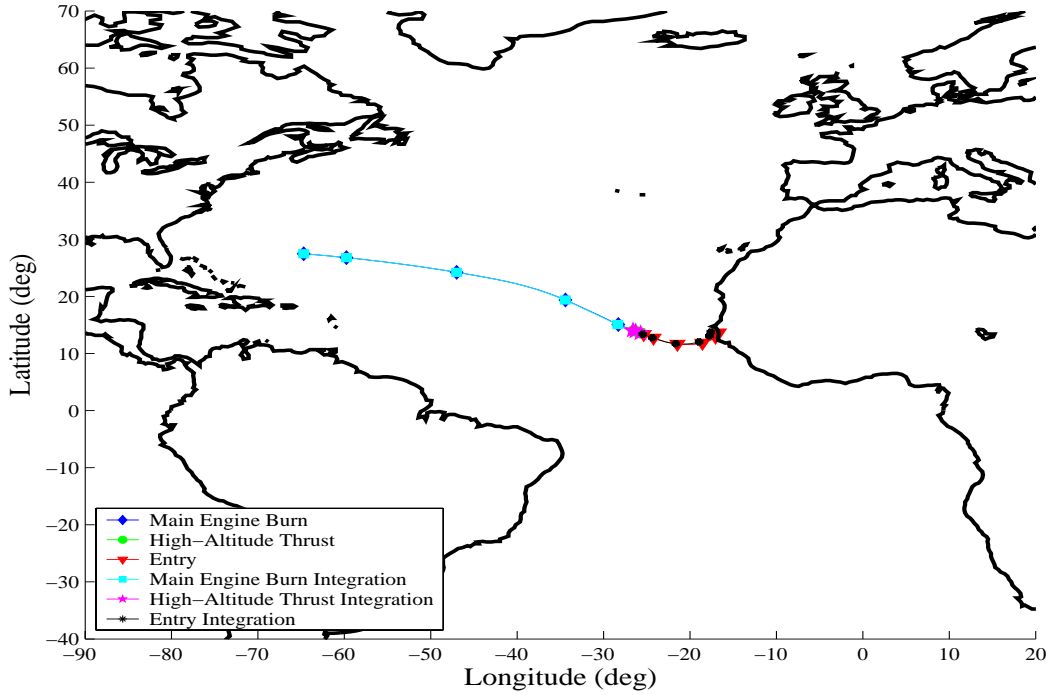 70
60
50
40
30
20
10
0
−10
−20
−30
−40
Latitude (deg)
Main Engine Burn
High−Altitude Thrust
Entry
Main Engine Burn Integration
High−Altitude Thrust Integration
Entry Integration
−90 −80 −70 −60 −50 −40 −30 −20 −10 0 10 20
Longitude (deg)